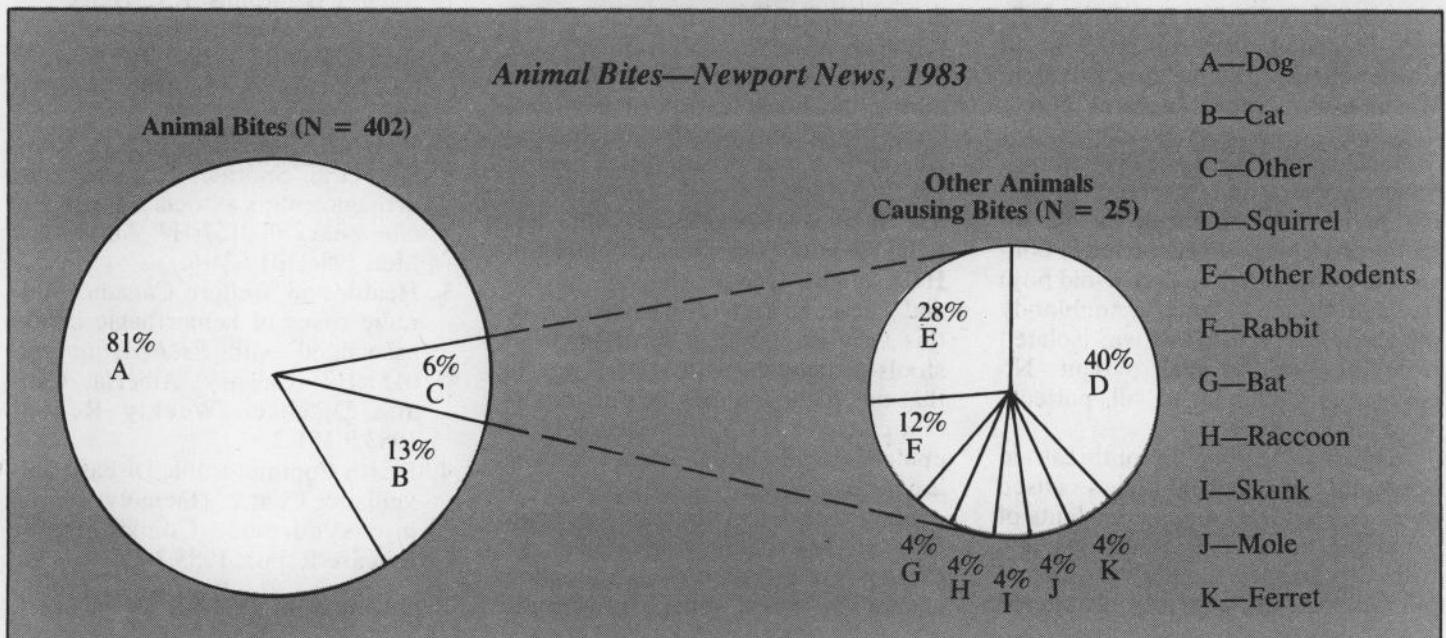 Animal Bites—Newport News, 1983
Animal Bites (N = 402)
81%
A
6%
C
13%
B
Other Animals
Causing Bites (N = 25)
28%
E
40%
D
12%
F
4%
G
4%
H
4%
I
4%
J
4%
K
A—Dog
B—Cat
C—Other
D—Squirrel
E—Other Rodents
F—Rabbit
G—Bat
H—Raccoon
I—Skunk
J—Mole
K—Ferret